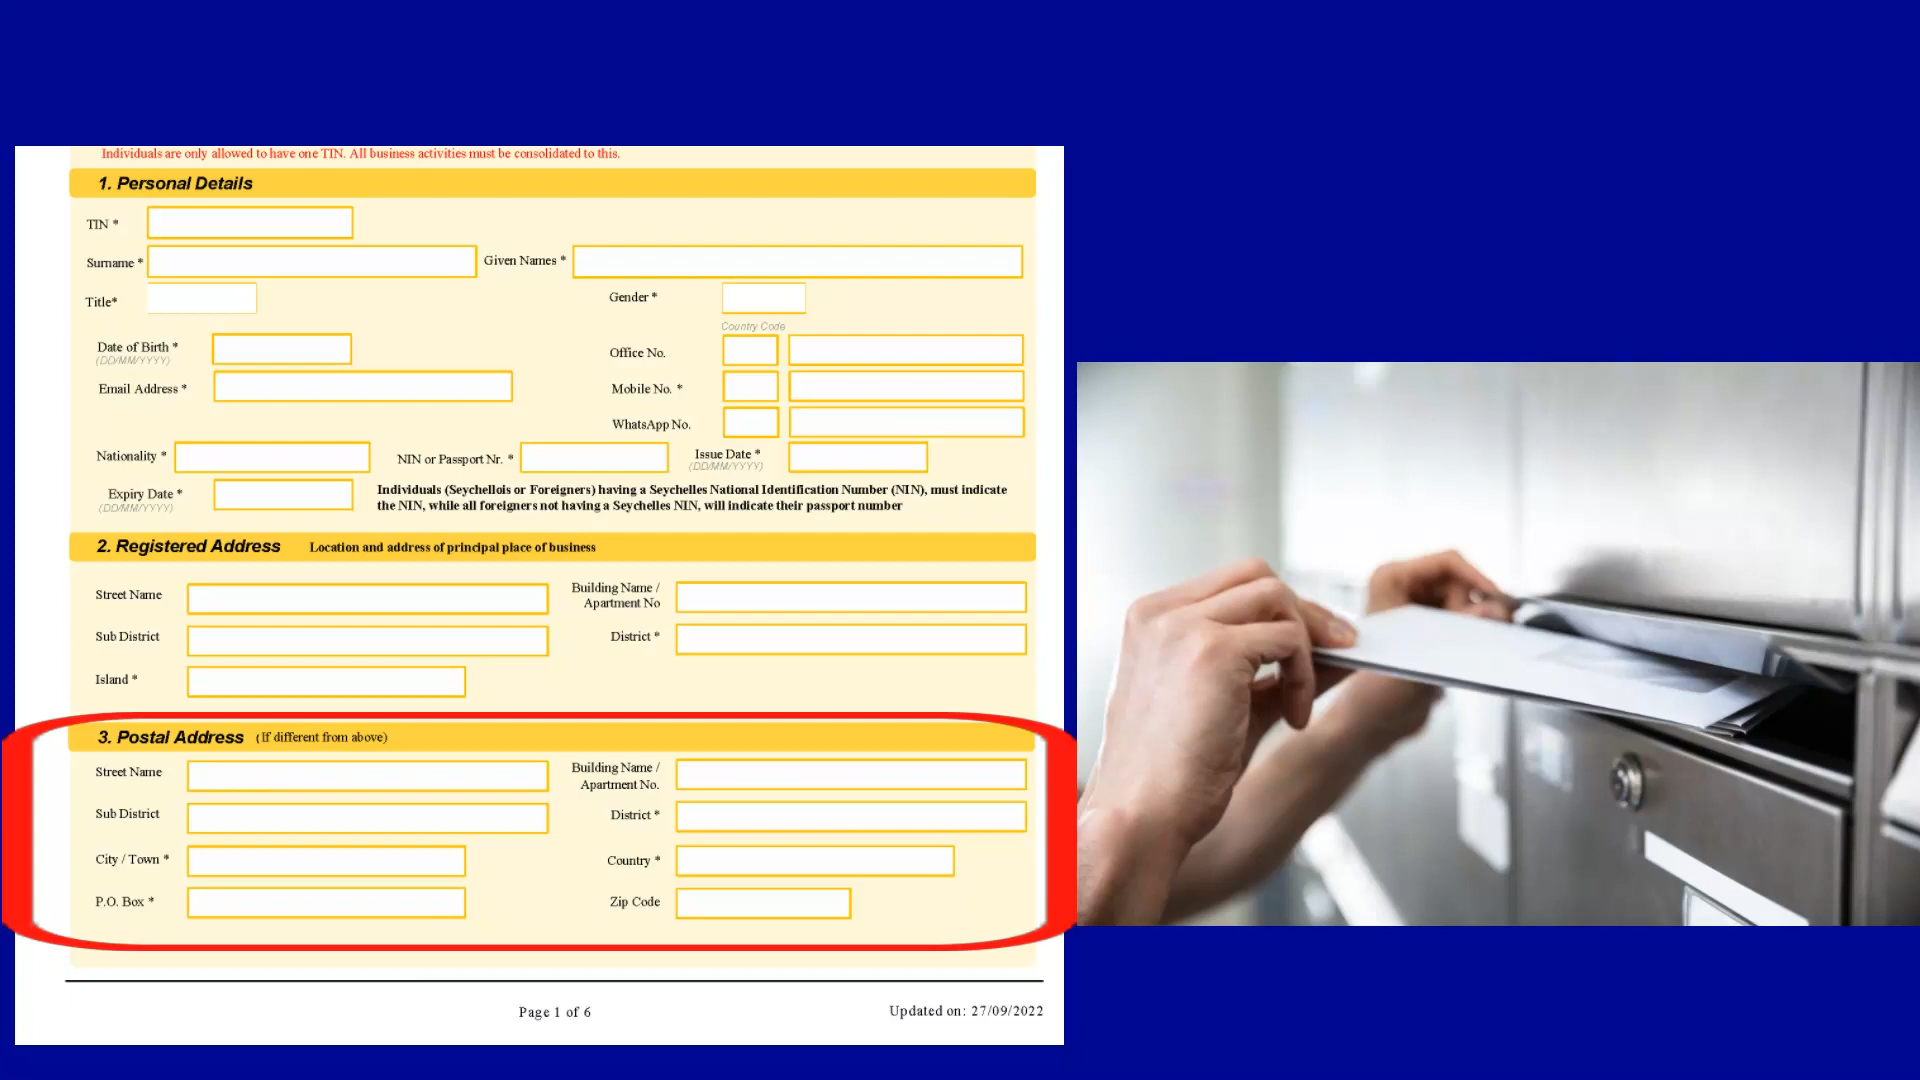 Individuals are only allowed to have one TIN. All business activities must be consolidated to this.
1. Personal Details
TIN *
Surname * Given Names *
Title* Gender *
Country Code
Date of Birth * Office No.
(DD/MM/YYYY)
Email Address * Mobile No. *
WhatsApp No.
Nationality * NIN or Passport Nr. * Issue Date *
(DD/MM/YYYY)
Expiry Date * Individuals (Seychellois or Foreigners) having a Seychelles National Identification Number (NIN), must indicate
(DD/MM/YYYY) the NIN, while all foreigners not having a Seychelles NIN, will indicate their passport number
2. Registered Address Location and address of principal place of business
Street Name Building Name /
Apartment No
Sub District District *
Island *
3. Postal Address (If different from above)
Street Name Building Name /
Apartment No.
Sub District District *
City / Town * Country *
P.O. Box * Zip Code
Page 1 of 6 Updated on: 27/09/2022